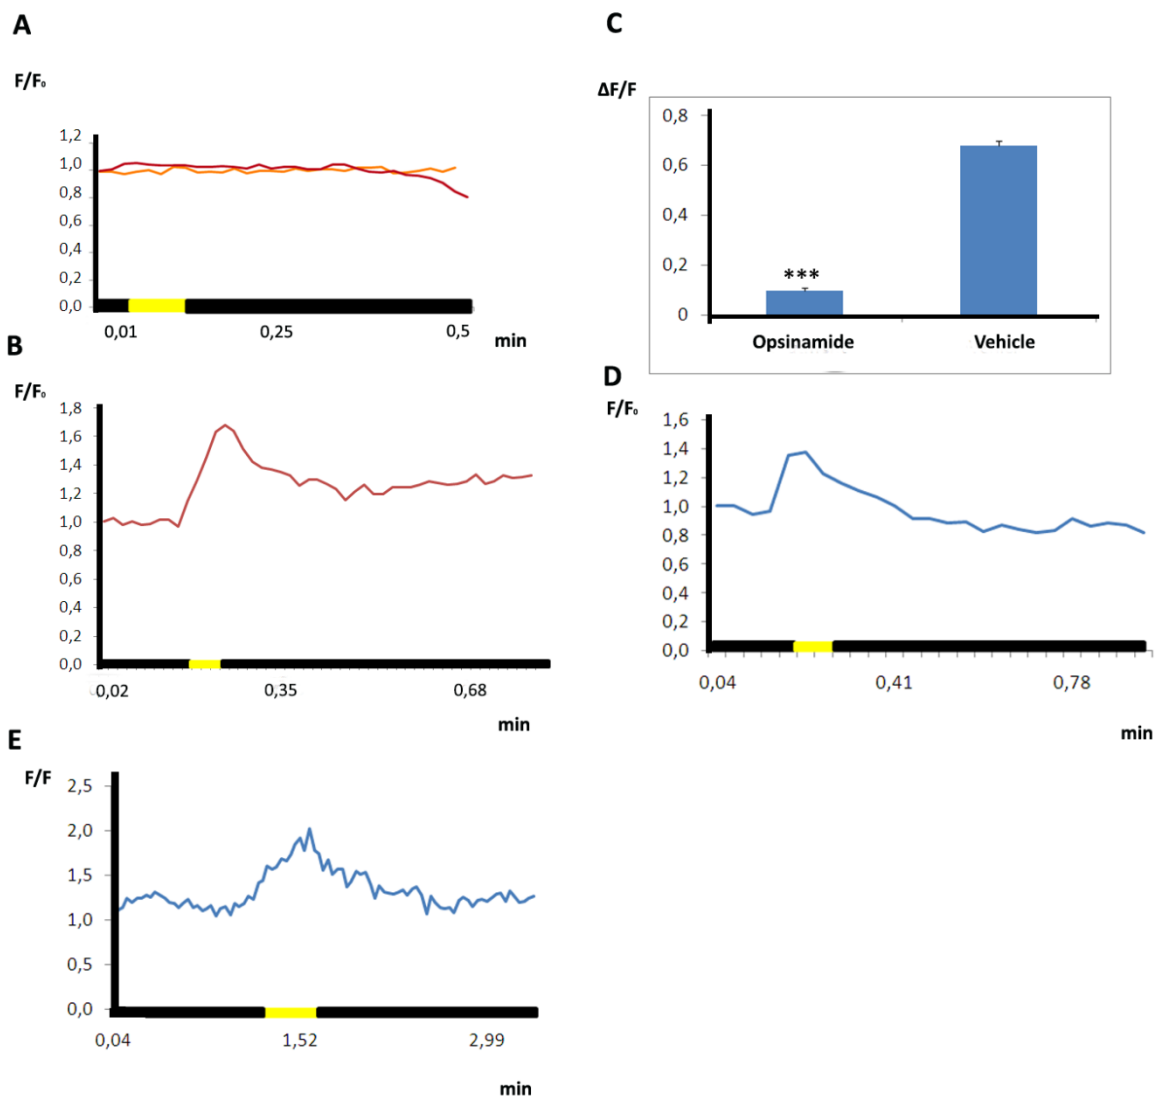 A
F/F₀
1,2
1,0
0,8
0,6
0,4
0,2
0,0
0,01 0,25 0,5
min
B
F/F₀
1,8
1,6
1,4
1,2
1,0
0,8
0,6
0,4
0,2
0,0
0,02 0,35 0,68
min
C
ΔF/F
0,8
0,6
0,4
0,2
0
***
Opsinamide Vehicle
D
F/F₀
1,6
1,4
1,2
1,0
0,8
0,6
0,4
0,2
0,0
0,04 0,41 0,78
min
E
F/F
2,5
2,0
1,5
1,0
0,5
0,0
0,04 1,52 2,99
min